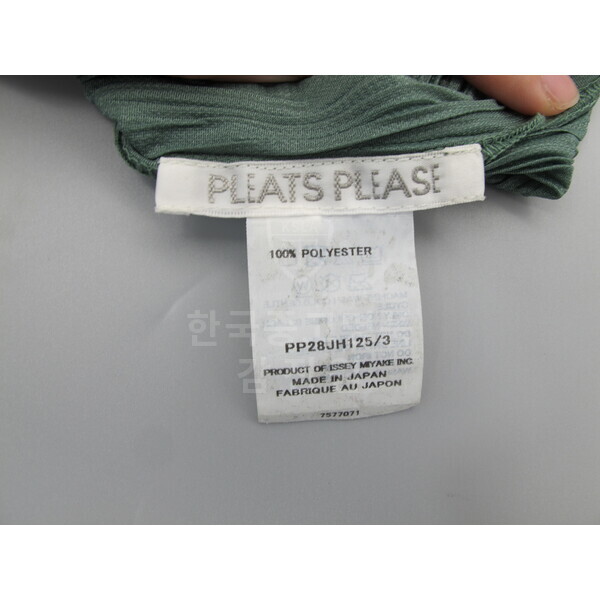 PLEATS PLEASE
100% POLYESTER
PP28JH125/3
PRODUCT OF ISSEY MIYAKE INC.
MADE IN JAPAN
FABRIQUE AU JAPON
7577071